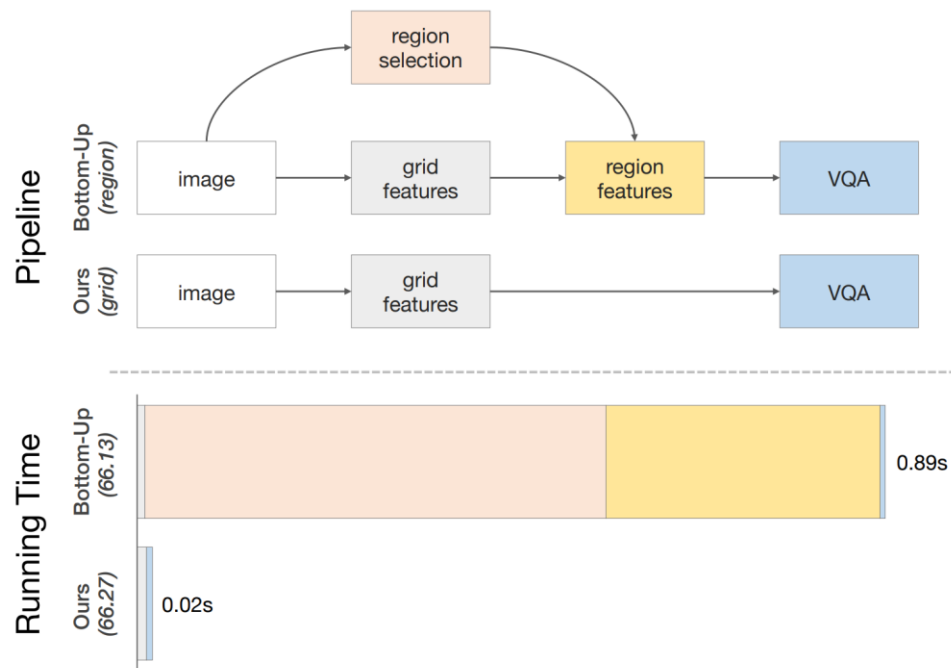 Pipeline
Bottom-Up
(region)
region
selection
image
grid
features
region
features
VQA
Ours
(grid)
image
grid
features
VQA
Running Time
Bottom-Up
(66.13)
0.89s
Ours
(66.27)
0.02s